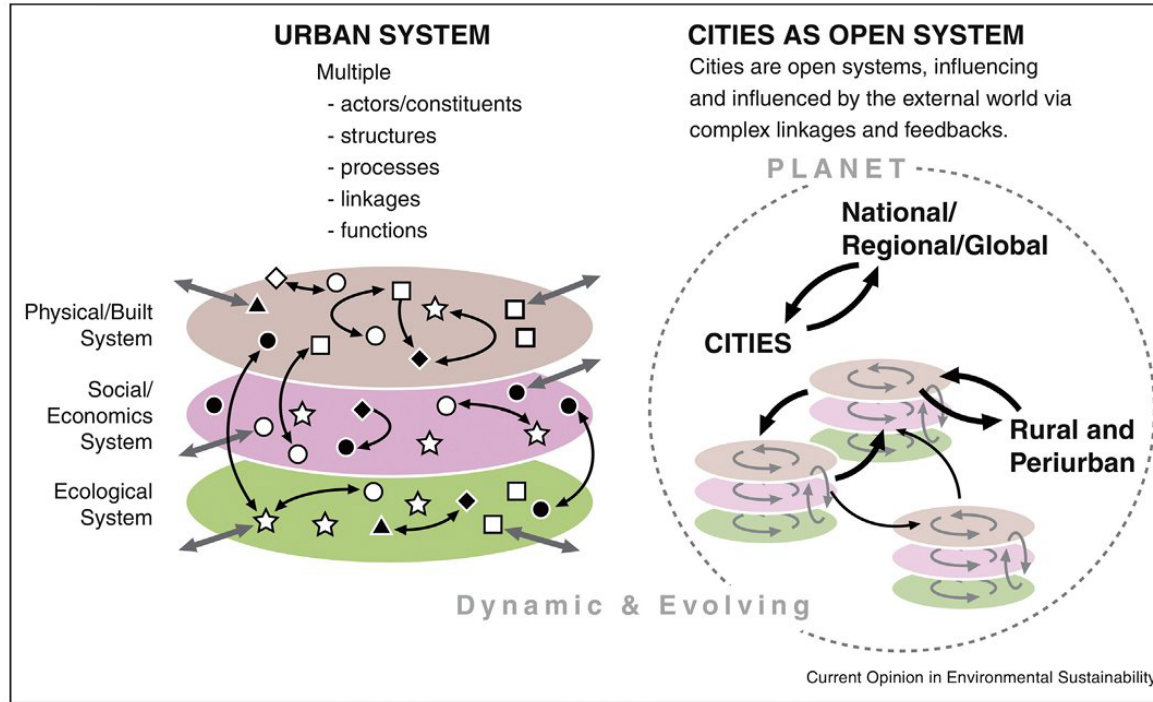 URBAN SYSTEM
Multiple
- actors/constituents
- structures
- processes
- linkages
- functions
Physical/Built
System
Social/
Economics
System
Ecological
System
CITIES AS OPEN SYSTEM
Cities are open systems, influencing
and influenced by the external world via
complex linkages and feedbacks.
PLANET
National/
Regional/Global
CITIES
Rural and
Periurban
Dynamic & Evolving
Current Opinion in Environmental Sustainability